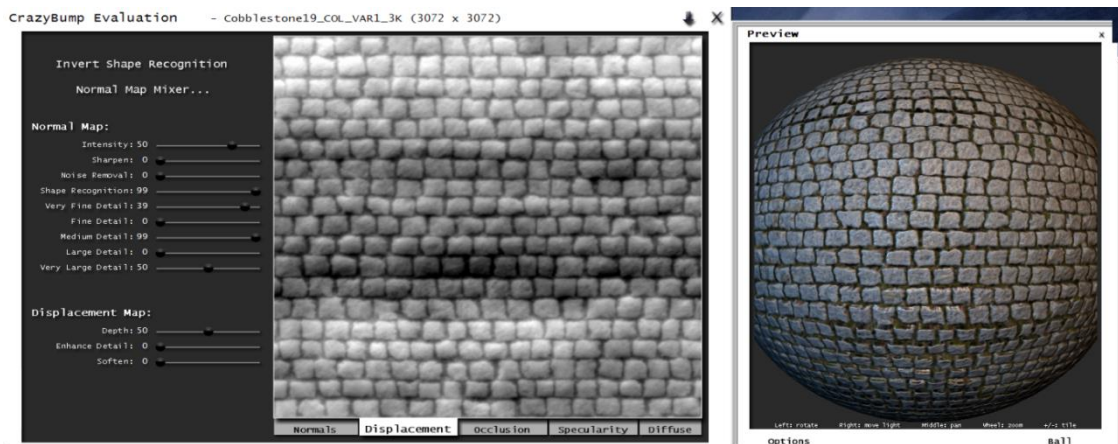 CrazyBump Evaluation - Cobblestone19_COL_VAR1_3K (3072 x 3072) X
Invert Shape Recognition
Normal Map Mixer...
Normal Map:
Intensity: 50
Sharpen: 0
Noise Removal: 0
Shape Recognition: 99
Very Fine Detail: 39
Fine Detail: 0
Medium Detail: 99
Large Detail: 0
Very Large Detail: 50
Displacement Map:
Depth: 50
Enhance Detail: 0
Soften: 0
Normals Displacement Occlusion Specularity Diffuse
Preview x
Left: rotate Right: move light Middle: pan Wheel: zoom +/-: tile
Options Ball